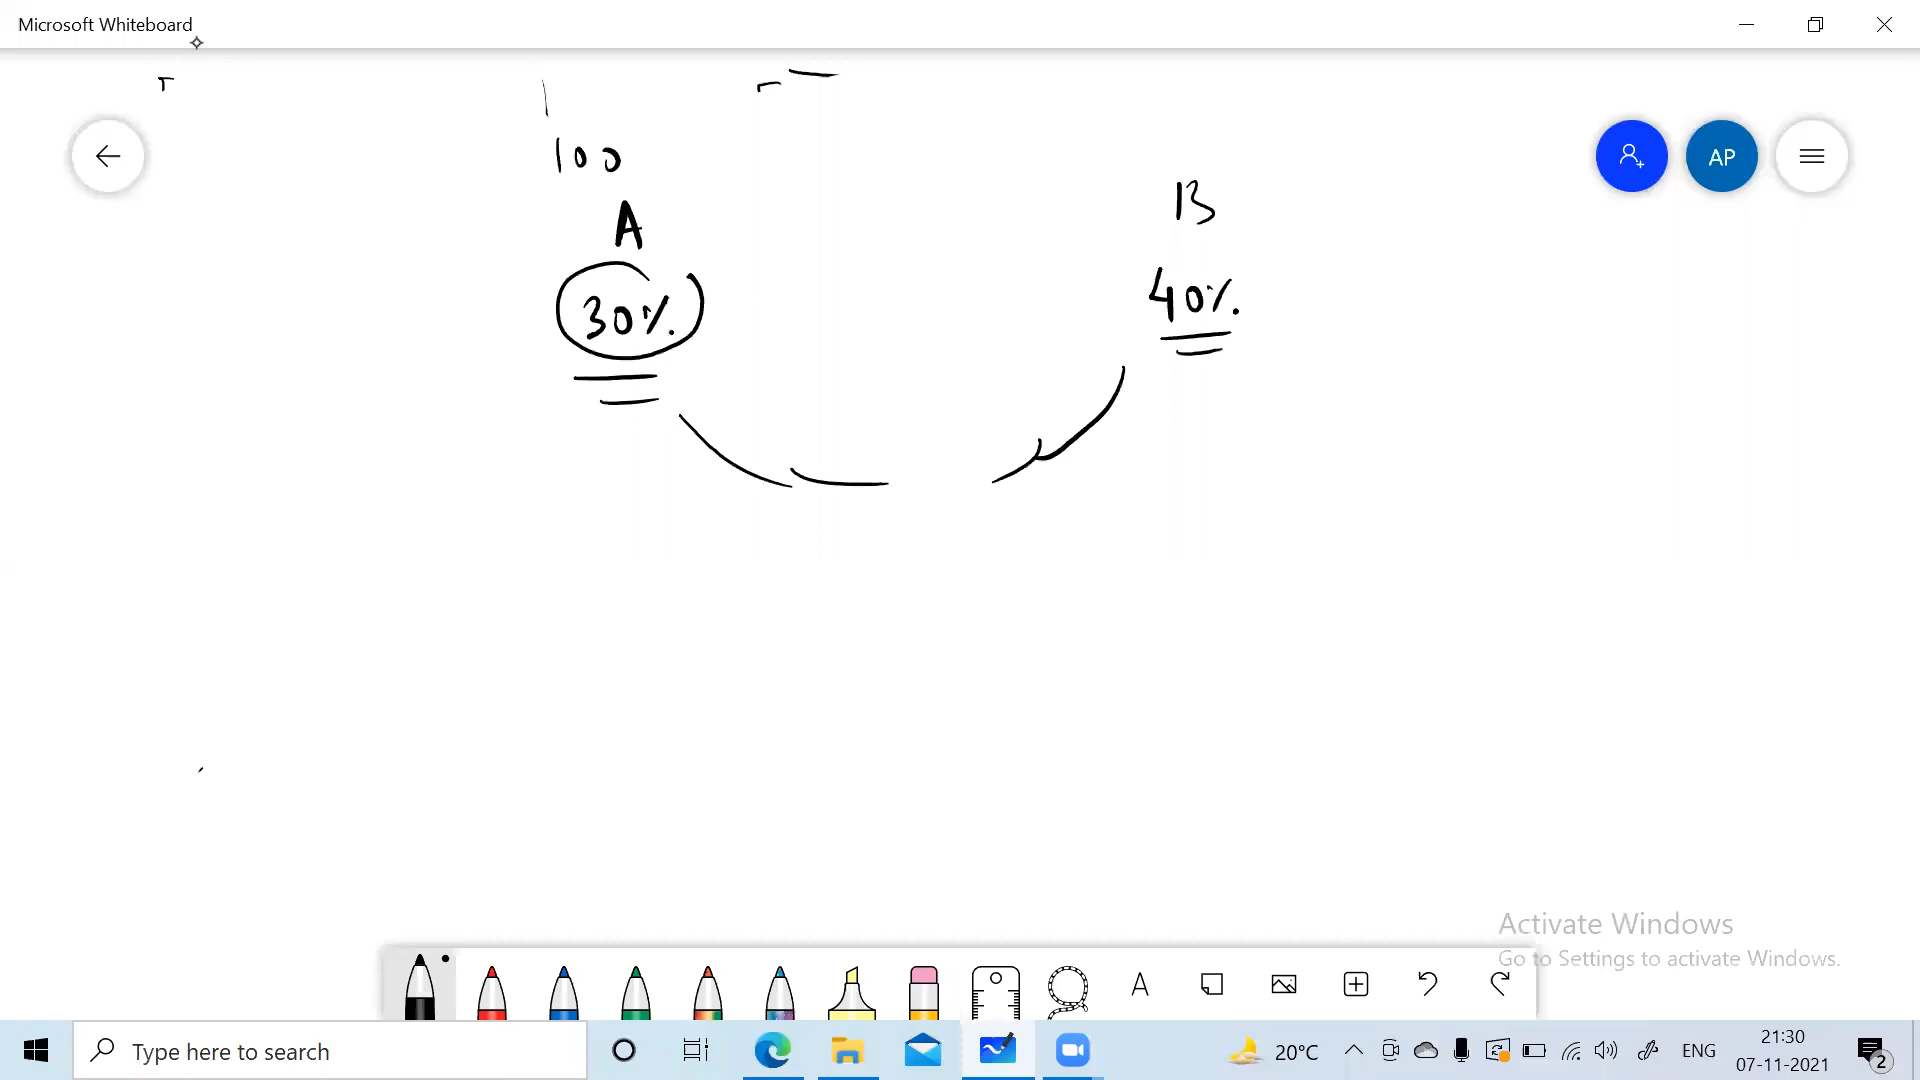 Microsoft Whiteboard
100
A
B
30%
40%
AP
Activate Windows
Go to Settings to activate Windows.
A
Type here to search
20°C
ENG
21:30
07-11-2021
2